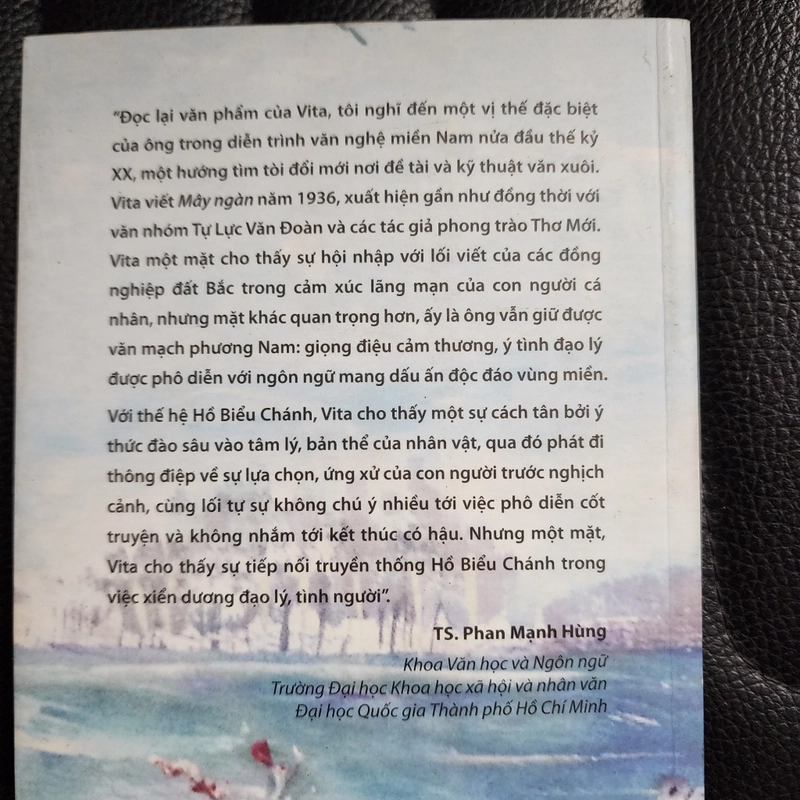 "Đọc lại văn phẩm của Vita, tôi nghĩ đến một vị thế đặc biệt
của ông trong diễn trình văn nghệ miền Nam nửa đầu thế kỷ
XX, một hướng tìm tòi đổi mới nơi đề tài và kỹ thuật văn xuôi.
Vita viết Mây ngàn năm 1936, xuất hiện gần như đồng thời với
văn nhóm Tự Lực Văn Đoàn và các tác giả phong trào Thơ Mới.
Vita một mặt cho thấy sự hội nhập với lối viết của các đồng
nghiệp đất Bắc trong cảm xúc lãng mạn của con người cá
nhân, nhưng mặt khác quan trọng hơn, ấy là ông vẫn giữ được
văn mạch phương Nam: giọng điệu cảm thương, ý tình đạo lý
được phô diễn với ngôn ngữ mang dấu ấn độc đáo vùng miền.
Với thế hệ Hồ Biểu Chánh, Vita cho thấy một sự cách tân bởi ý
thức đào sâu vào tâm lý, bản thể của nhân vật, qua đó phát đi
thông điệp về sự lựa chọn, ứng xử của con người trước nghịch
cảnh, cùng lối tự sự không chú ý nhiều tới việc phô diễn cốt
truyện và không nhắm tới kết thúc có hậu. Nhưng một mặt,
Vita cho thấy sự tiếp nối truyền thống Hồ Biểu Chánh trong
việc xiển dương đạo lý, tình người".
TS. Phan Mạnh Hùng
Khoa Văn học và Ngôn ngữ
Trường Đại học Khoa học xã hội và nhân văn
Đại học Quốc gia Thành phố Hồ Chí Minh